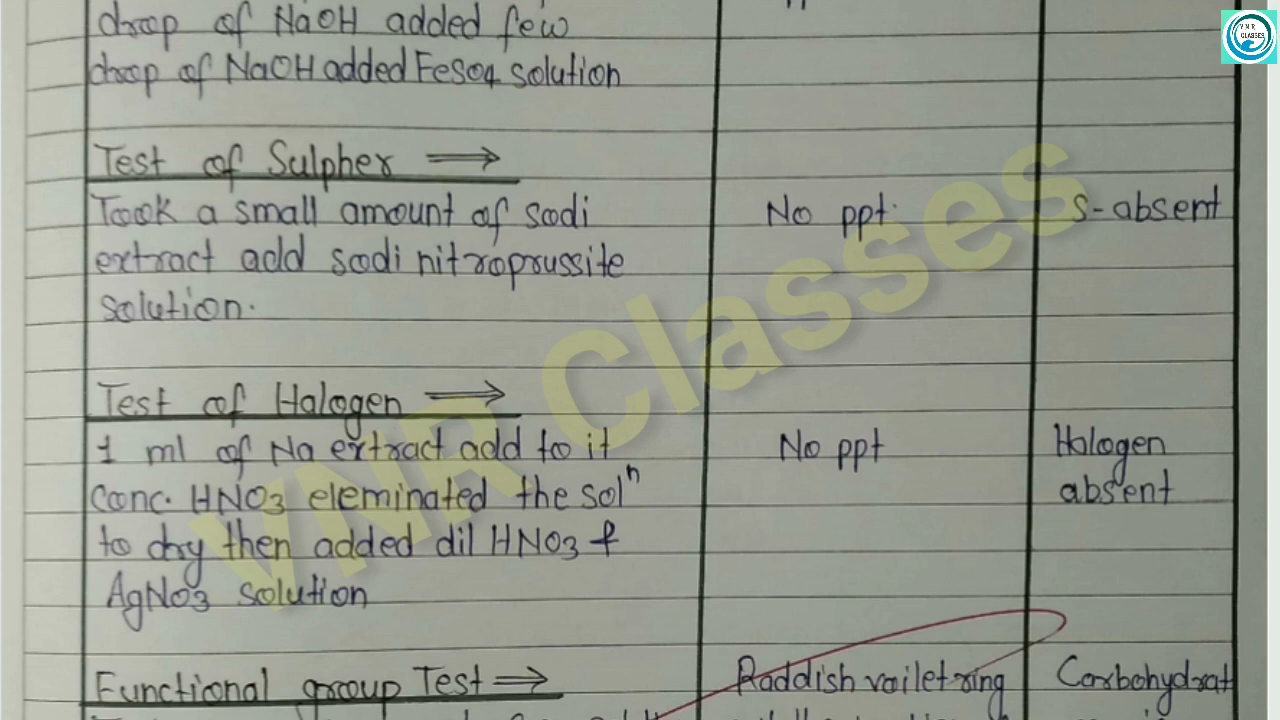 drop of NaOH added few
drop of NaOH added FeSO4 solution
VNR
CLASSES
Test of Sulpher ⟹
Took a small amount of sodi
extract add sodi nitroprussite
solution.
No ppt.
S-absent
Test of Halogen ⟹
1 ml of Na extract add to it
conc. HNO3 eleminated the solⁿ
to dry then added dil HNO3 &
AgNO3 solution
No ppt
Halogen
absent
Functional group Test ⟹
Raddish vailet ring
Carbohydrat
VNR Classes